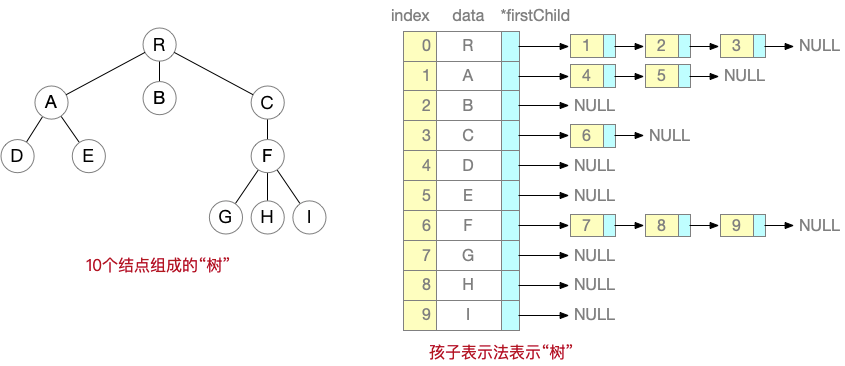 R
A
B
C
D
E
F
G
H
I
10个结点组成的“树”
index data *firstChild
0 R 1 2 3 NULL
1 A 4 5 NULL
2 B NULL
3 C 6 NULL
4 D NULL
5 E NULL
6 F 7 8 9 NULL
7 G NULL
8 H NULL
9 I NULL
孩子表示法表示“树”